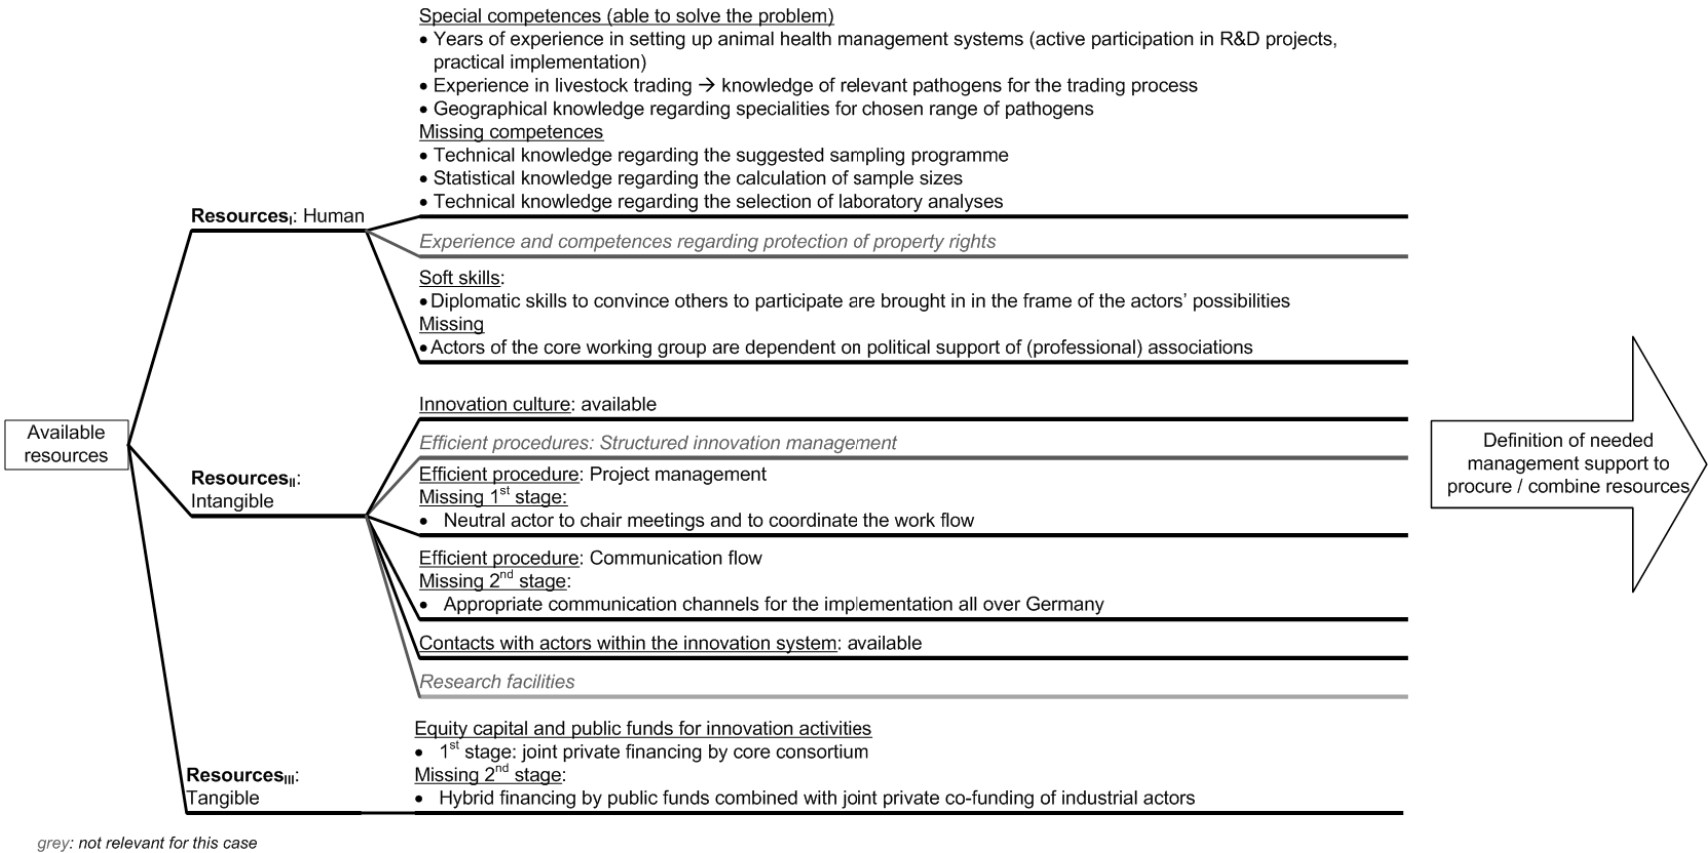 Special competences (able to solve the problem)
• Years of experience in setting up animal health management systems (active participation in R&D projects,
practical implementation)
• Experience in livestock trading → knowledge of relevant pathogens for the trading process
• Geographical knowledge regarding specialities for chosen range of pathogens
Missing competences
• Technical knowledge regarding the suggested sampling programme
• Statistical knowledge regarding the calculation of sample sizes
• Technical knowledge regarding the selection of laboratory analyses
Resources_I: Human
Experience and competences regarding protection of property rights
Soft skills:
• Diplomatic skills to convince others to participate are brought in in the frame of the actors' possibilities
Missing
• Actors of the core working group are dependent on political support of (professional) associations
Available
resources
Resources_II:
Intangible
Innovation culture: available
Efficient procedures: Structured innovation management
Efficient procedure: Project management
Missing 1st stage:
• Neutral actor to chair meetings and to coordinate the work flow
Efficient procedure: Communication flow
Missing 2nd stage:
• Appropriate communication channels for the implementation all over Germany
Contacts with actors within the innovation system: available
Research facilities
Resources_III:
Tangible
Equity capital and public funds for innovation activities
• 1st stage: joint private financing by core consortium
Missing 2nd stage:
• Hybrid financing by public funds combined with joint private co-funding of industrial actors
Definition of needed
management support to
procure / combine resources
grey: not relevant for this case